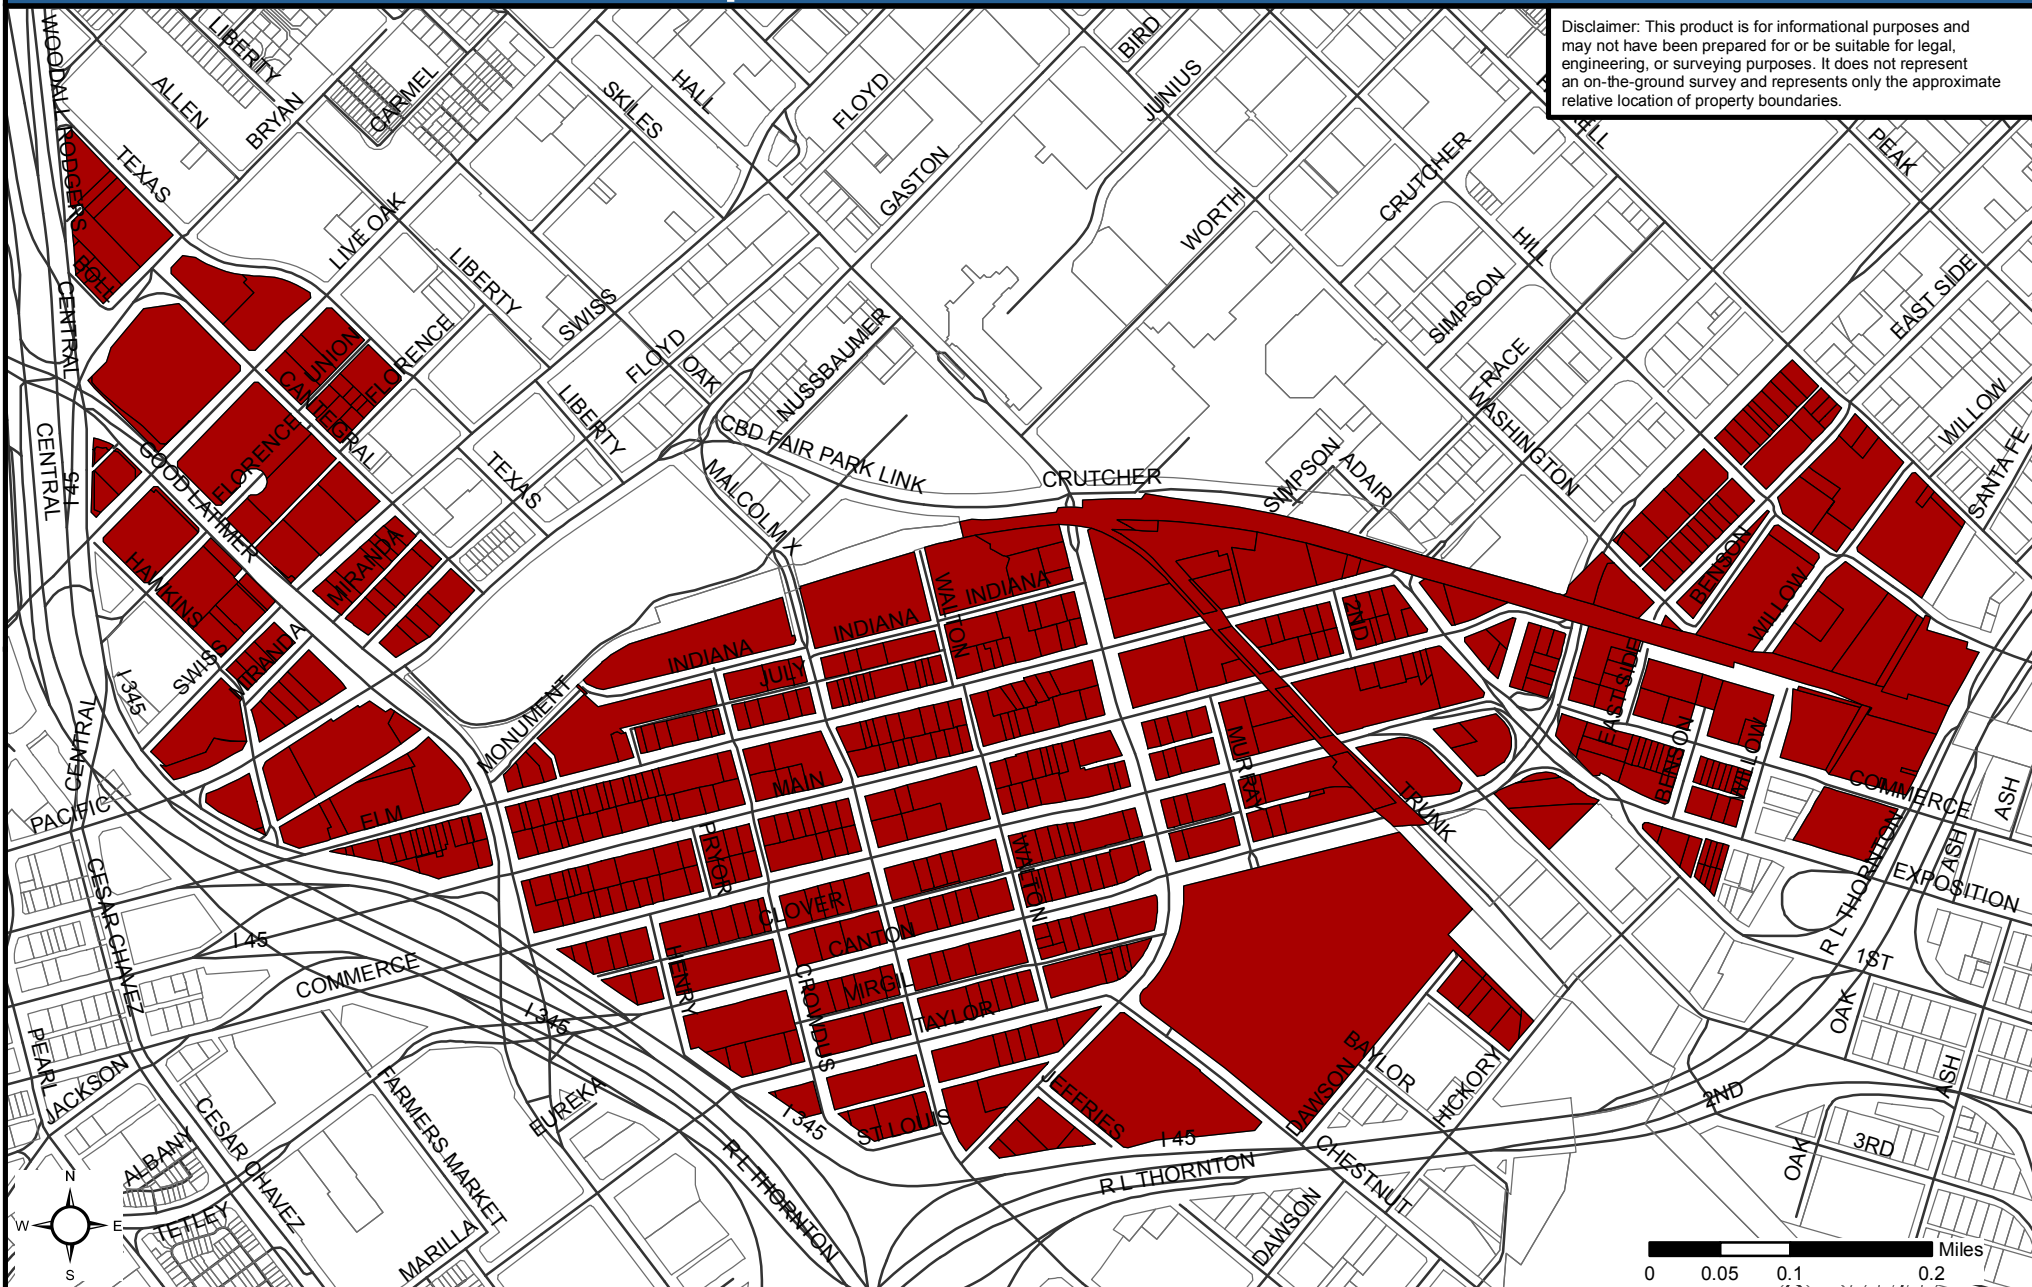 Disclaimer: This product is for informational purposes and
may not have been prepared for or be suitable for legal,
engineering, or surveying purposes. It does not represent
an on-the-ground survey and represents only the approximate
relative location of property boundaries.
WOODALL RODGERS
LIBERTY
ALLEN
BRYAN
CARMEL
SKILES
HALL
FLOYD
BIRD
JUNIUS
GASTON
CRUTCHER
PEAK
TEXAS
BOLL
CENTRAL
LIVE OAK
LIBERTY
SWISS
WORTH
HILL
SIMPSON
EAST SIDE
UNION
FLORENCE
CANTEGRAL
FLOYD
OAK
NUSSBAUMER
RACE
WASHINGTON
WILLOW
SANTA FE
CENTRAL
CENTRAL
I 45
GOOD LATIMER
FLORENCE
LIBERTY
TEXAS
CBD FAIR PARK LINK
MALCOLM X
CRUTCHER
SIMPSON
ADAIR
HAWKINS
MIRANDA
SWISS
MIRANDA
I 345
BENSON
WILLOW
WALTON
INDIANA
INDIANA
INDIANA
JULY
2ND
EAST SIDE
BENSON
WILLOW
MONUMENT
CENTRAL
PACIFIC
ELM
MAIN
MURRAY
TRUNK
COMMERCE
ASH
ASH
EXPOSITION
R L THORNTON
PRYOR
WALTON
CLOVER
CANTON
VIRGIL
TAYLOR
HENRY
CROWDUS
CESAR CHAVEZ
I 45
COMMERCE
I 345
1ST
OAK
ASH
PEARL
JACKSON
FARMERS MARKET
EUREKA
I 345
ST LOUIS
JEFFRIES
DAWSON
BAYLOR
HICKORY
2ND
3RD
OAK
ALBANY
CESAR CHAVEZ
TETLEY
MARILLA
R L THORNTON
I 45
R L THORNTON
CHESTNUT
DAWSON
N
W E
S
Miles
0 0.05 0.1 0.2